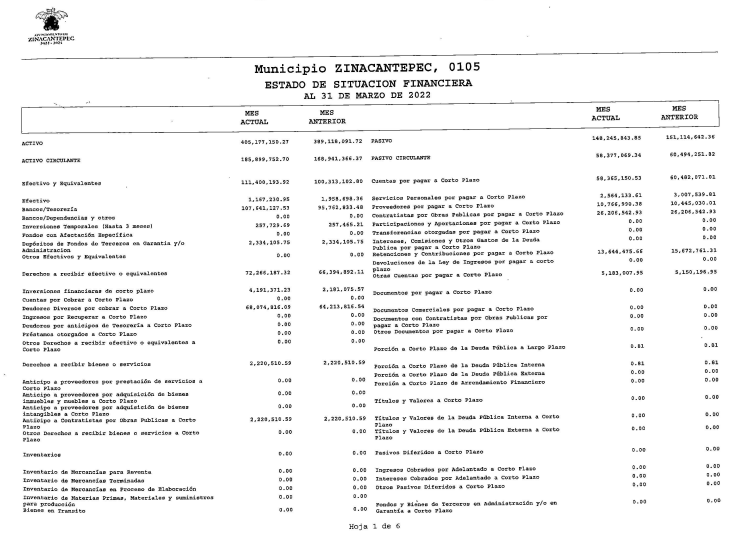 AYUNTAMIENTO DE
ZINACANTEPEC
2022 - 2024
Municipio ZINACANTEPEC, 0105
ESTADO DE SITUACION FINANCIERA
AL 31 DE MARZO DE 2022
MES ACTUAL MES ANTERIOR MES ACTUAL MES ANTERIOR
ACTIVO 405,177,150.27 389,118,091.72 PASIVO 148,245,843.85 161,114,642.36
ACTIVO CIRCULANTE 185,899,752.70 168,941,366.37 PASIVO CIRCULANTE 58,377,069.34 60,494,251.82
Efectivo y Equivalentes 111,400,193.92 100,313,102.80 Cuentas por pagar a Corto Plazo 58,365,150.53 60,482,071.01
Efectivo 1,167,230.95 1,958,698.36 Servicios Personales por pagar a Corto Plazo 2,564,133.61 3,007,539.01
Bancos/Tesorería 107,641,127.53 95,762,833.48 Proveedores por pagar a Corto Plazo 10,766,990.38 10,445,030.01
Bancos/Dependencias y otros 0.00 0.00 Contratistas por Obras Publicas por pagar a Corto Plazo 26,206,542.93 26,206,542.93
Inversiones Temporales (Hasta 3 meses) 257,729.69 257,465.21 Participaciones y Aportaciones por pagar a Corto Plazo 0.00 0.00
Fondos con Afectación Específica 0.00 0.00 Transferencias otorgadas por pagar a Corto Plazo 0.00 0.00
Depósitos de Fondos de Terceros en Garantía y/o Administracion 2,334,105.75 2,334,105.75 Intereses, Comisiones y Otros Gastos de la Deuda Publica por pagar a Corto Plazo 0.00 0.00
Otros Efectivos y Equivalentes 0.00 0.00 Retenciones y Contribuciones por pagar a Corto Plazo 13,644,475.66 15,672,761.31
Devoluciones de la Ley de Ingresos por pagar a corto plazo 0.00 0.00
Derechos a recibir efectivo o equivalentes 72,266,187.32 66,394,892.11 Otras Cuentas por pagar a Corto Plazo 5,183,007.95 5,150,196.95
Inversiones financieras de corto plazo 4,191,371.23 2,181,075.57 Documentos por pagar a Corto Plazo 0.00 0.00
Cuentas por Cobrar a Corto Plazo 0.00 0.00
Deudores Diversos por cobrar a Corto Plazo 68,074,816.09 64,213,816.54 Documentos Comerciales por pagar a Corto Plazo 0.00 0.00
Ingresos por Recuperar a Corto Plazo 0.00 0.00 Documentos con Contratistas por Obras Publicas por pagar a Corto Plazo 0.00 0.00
Deudores por anticipos de Tesorería a Corto Plazo 0.00 0.00
Préstamos otorgados a Corto Plazo 0.00 0.00 Otros Documentos por pagar a Corto Plazo 0.00 0.00
Otros Derechos a recibir efectivo o equivalentes a Corto Plazo 0.00 0.00 Porción a Corto Plazo de la Deuda Pública a Largo Plazo 0.81 0.81
Derechos a recibir bienes o servicios 2,220,510.59 2,220,510.59 Porción a Corto Plazo de la Deuda Pública Interna 0.81 0.81
Porción a Corto Plazo de la Deuda Pública Externa 0.00 0.00
Anticipo a proveedores por prestación de servicios a Corto Plazo 0.00 0.00 Porción a Corto Plazo de Arrendamiento Financiero 0.00 0.00
Anticipo a proveedores por adquisición de bienes inmuebles y muebles a Corto Plazo 0.00 0.00 Títulos y Valores a Corto Plazo 0.00 0.00
Anticipo a proveedores por adquisición de bienes intangibles a Corto Plazo 0.00 0.00
Anticipo a Contratistas por Obras Publicas a Corto Plazo 2,220,510.59 2,220,510.59 Títulos y Valores de la Deuda Pública Interna a Corto Plazo 0.00 0.00
Otros Derechos a recibir bienes o servicios a Corto Plazo 0.00 0.00 Títulos y Valores de la Deuda Pública Externa a Corto Plazo 0.00 0.00
Inventarios 0.00 0.00 Pasivos Diferidos a Corto Plazo 0.00 0.00
Inventario de Mercancías para Reventa 0.00 0.00 Ingresos Cobrados por Adelantado a Corto Plazo 0.00 0.00
Inventario de Mercancías Terminadas 0.00 0.00 Intereses Cobrados por Adelantado a Corto Plazo 0.00 0.00
Inventario de Mercancías en Proceso de Elaboración 0.00 0.00 Otros Pasivos Diferidos a Corto Plazo 0.00 0.00
Inventario de Materias Primas, Materiales y suministros para producción 0.00 0.00
Bienes en Transito 0.00 0.00 Fondos y Bienes de Terceros en Administración y/o en Garantía a Corto Plazo 0.00 0.00
Hoja 1 de 6